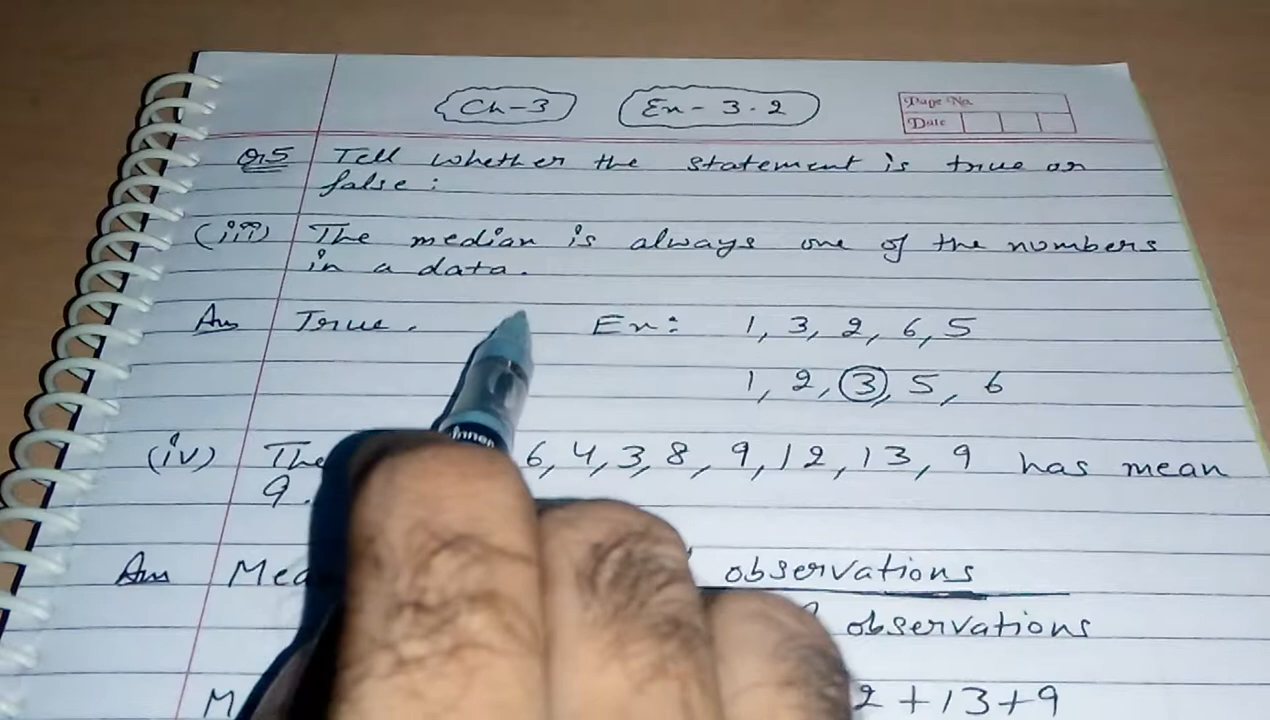 Ch-3 Ex-3.2
Page No.
Date
Q.5 Tell whether the statement is true or
false:
(iii) The median is always one of the numbers
in a data.
Ans True. Ex: 1, 3, 2, 6, 5
1, 2, 3, 5, 6
(iv) The 6, 4, 3, 8, 9, 12, 13, 9 has mean
9.
Ans observations
observations
M 2+13+9